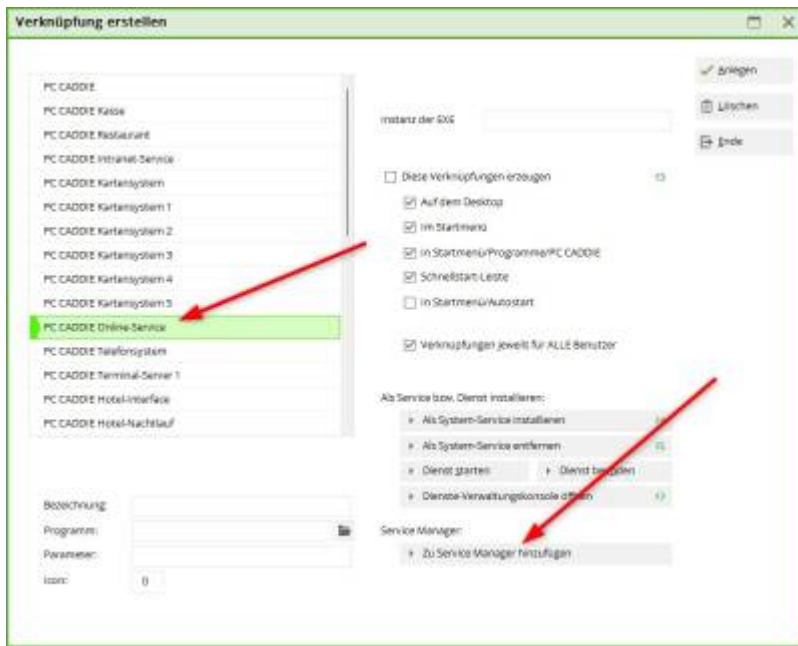 Verknüpfung erstellen
PC CADDIE
PC CADDIE Kasse
PC CADDIE Restaurant
PC CADDIE Intranet-Service
PC CADDIE Kartensystem
PC CADDIE Kartensystem 1
PC CADDIE Kartensystem 2
PC CADDIE Kartensystem 3
PC CADDIE Kartensystem 4
PC CADDIE Kartensystem 5
PC CADDIE Online-Service
PC CADDIE Telefonsystem
PC CADDIE Terminal-Server 1
PC CADDIE Hotel-Interface
PC CADDIE Hotel-Nachtlauf
Bezeichnung:
Programm:
Parameter:
Icon: 0
Instanz der EXE
Diese Verknüpfungen erzeugen
Auf dem Desktop
Im Startmenü
In Startmenü/Programme/PC CADDIE
Schnellstart-Leiste
In Startmenü/Autostart
Verknüpfungen jeweils für ALLE Benutzer
Als Service bzw. Dienst installieren:
Als System-Service installieren
Als System-Service entfernen
Dienst starten
Dienst
Dienste-Verwaltungskonsole öffnen
Service Manager:
Zu Service Manager hinzufügen
Anlegen
Löschen
Ende